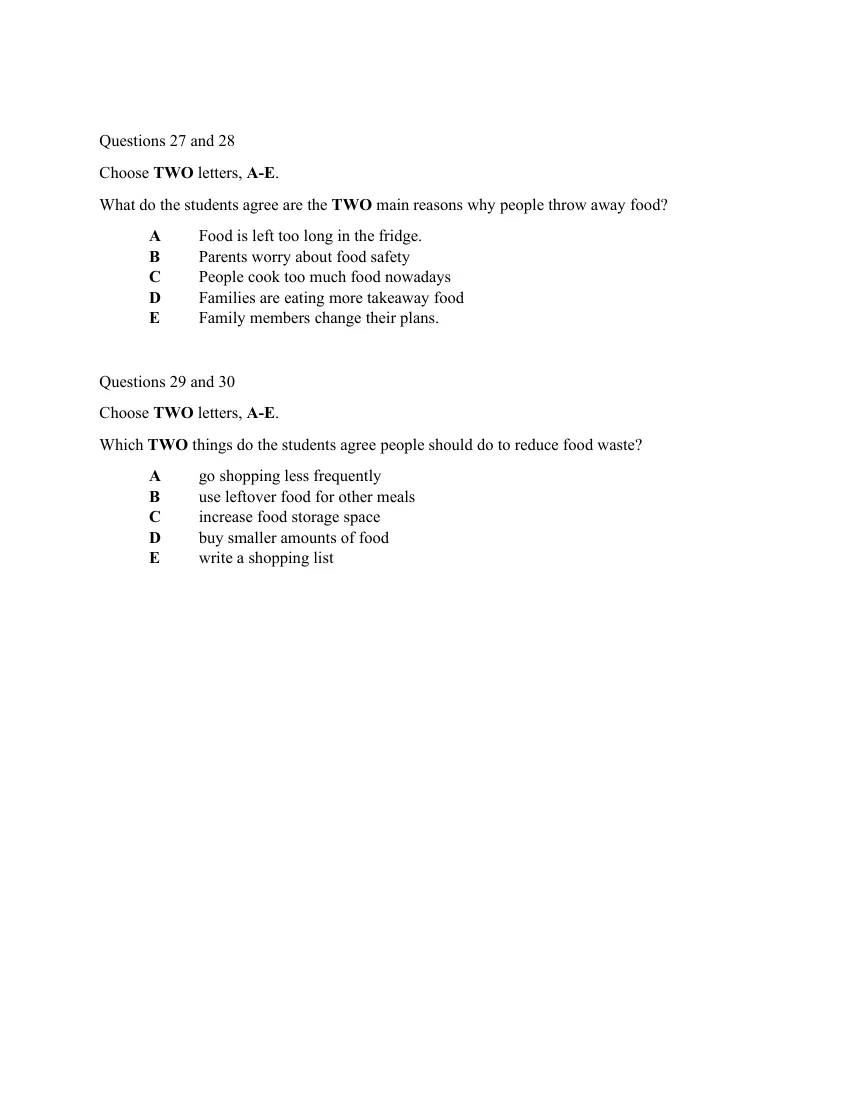 Questions 27 and 28
Choose TWO letters, A-E.
What do the students agree are the TWO main reasons why people throw away food?
A Food is left too long in the fridge.
B Parents worry about food safety
C People cook too much food nowadays
D Families are eating more takeaway food
E Family members change their plans.
Questions 29 and 30
Choose TWO letters, A-E.
Which TWO things do the students agree people should do to reduce food waste?
A go shopping less frequently
B use leftover food for other meals
C increase food storage space
D buy smaller amounts of food
E write a shopping list